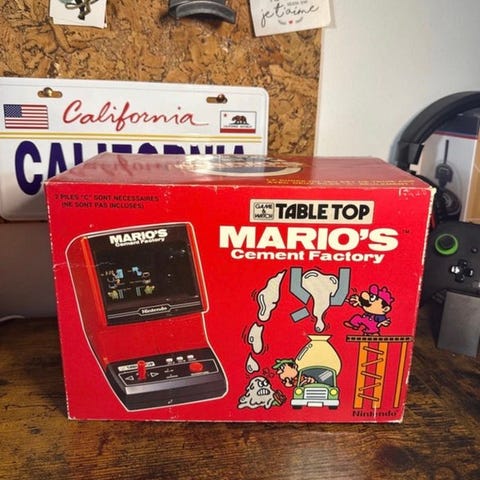 je t'aime
California
CALIFORNIA
2 PILES "C" SONT NÉCESSAIRES
(NE SONT PAS INCLUSES)
GAME & WATCH
TABLE TOP
MARIO'S
Cement Factory
MARIO'S
Cement Factory
Nintendo
Nintendo